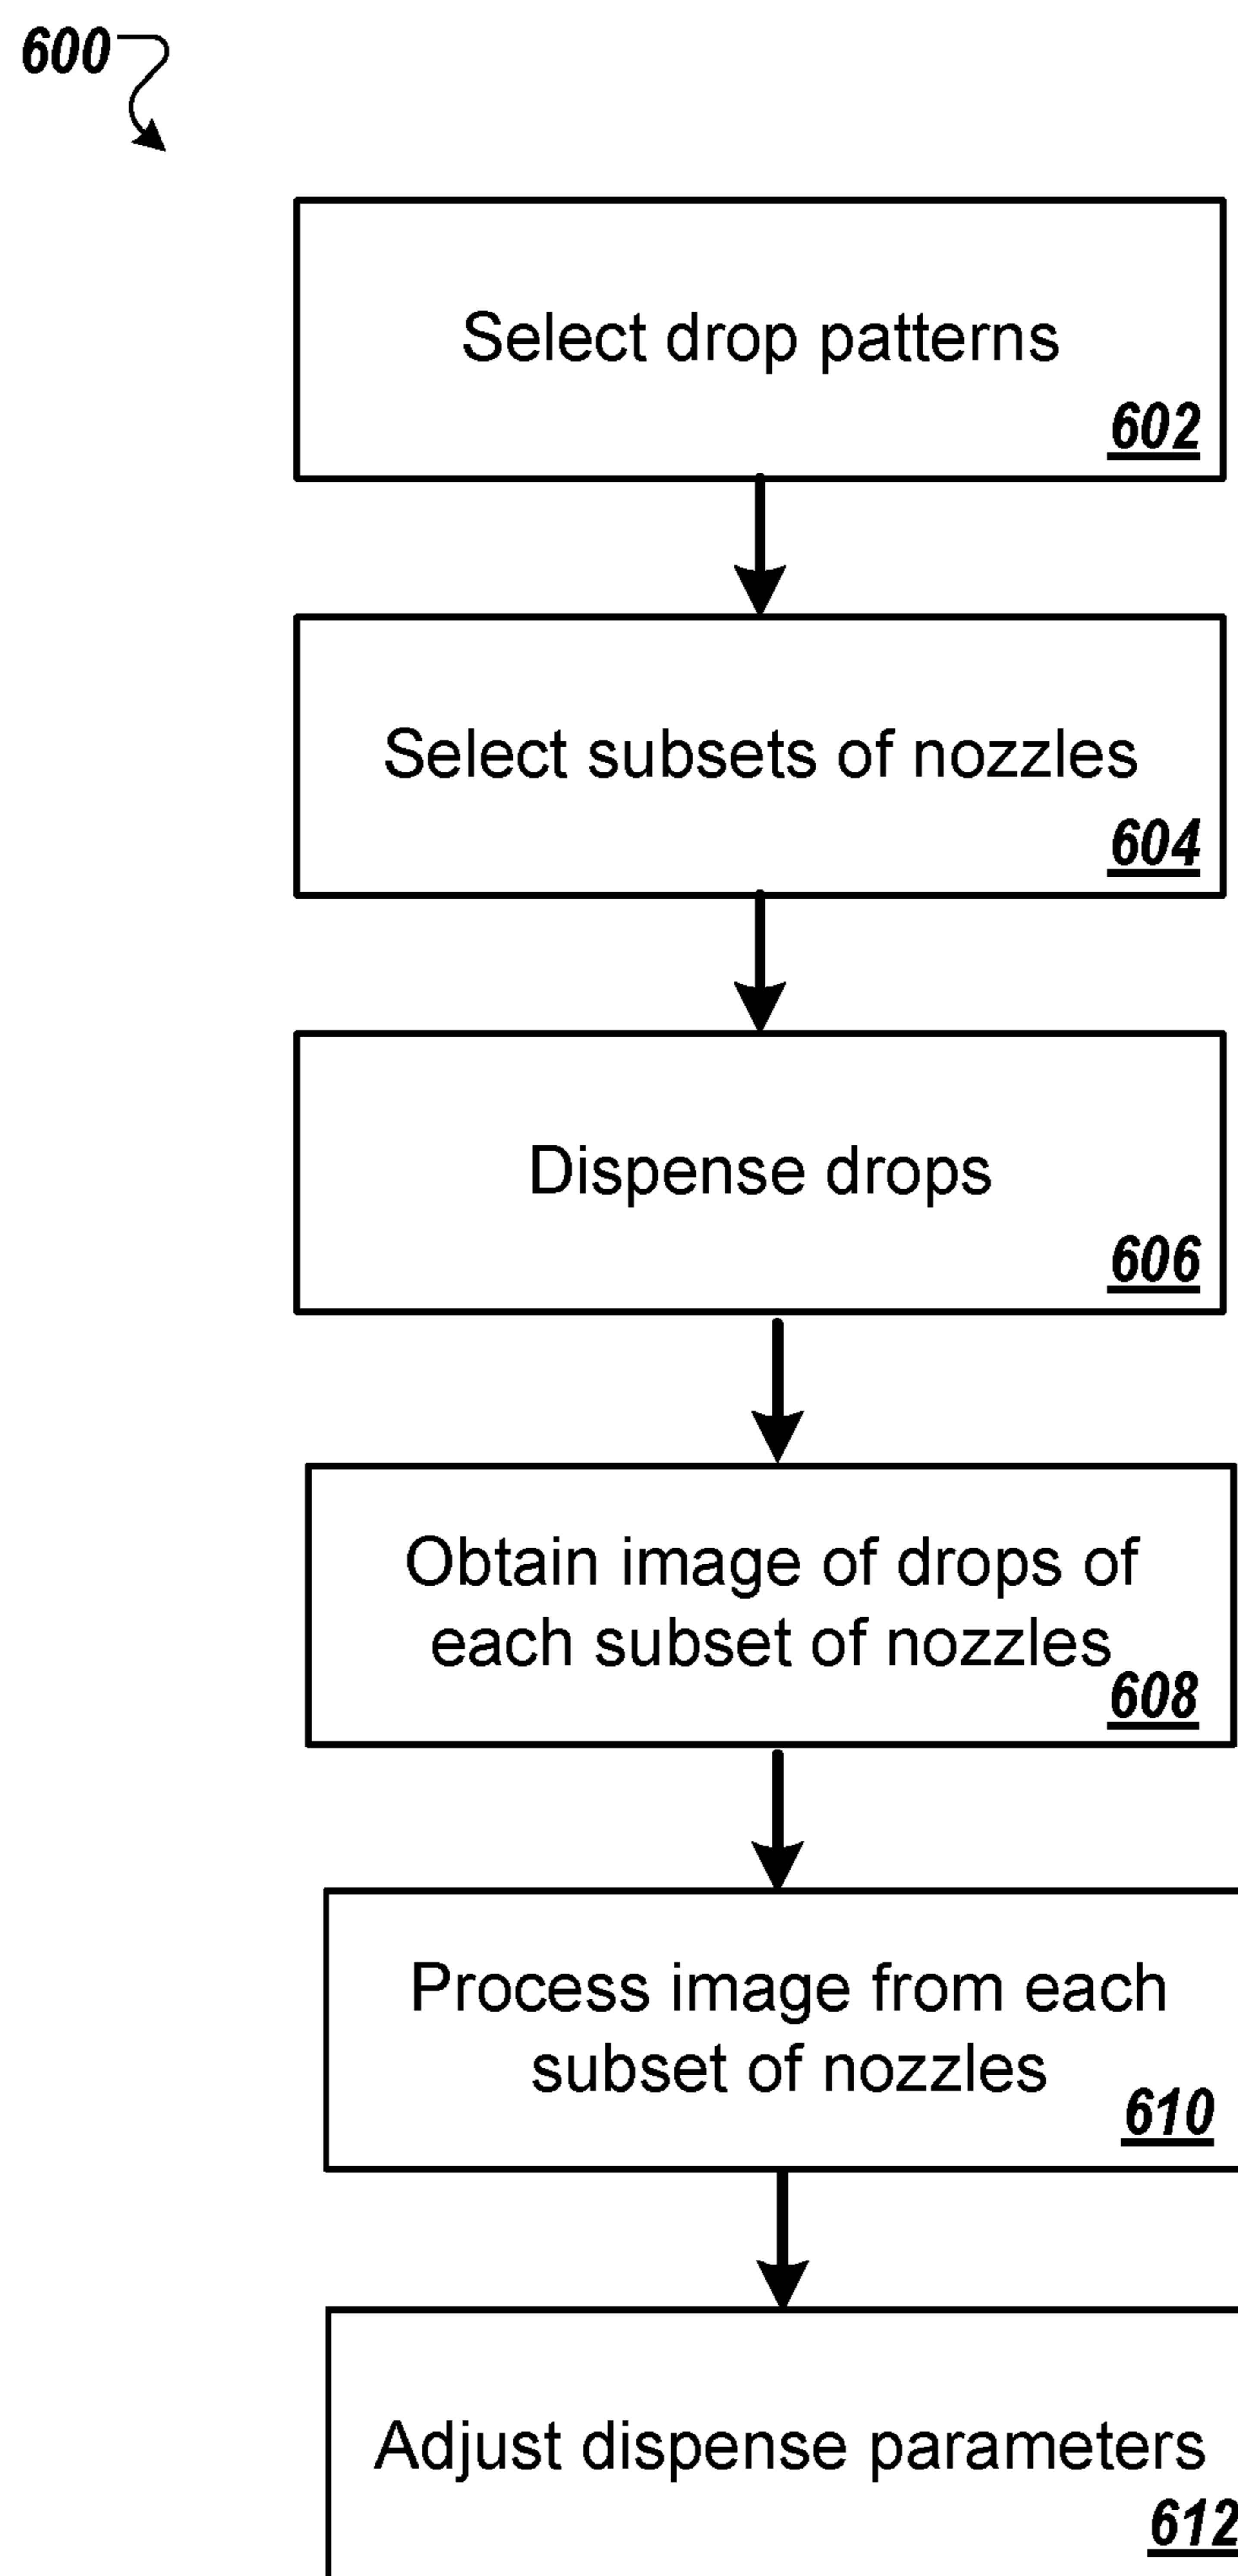 600
Select drop patterns
602
Select subsets of nozzles
604
Dispense drops
606
Obtain image of drops of
each subset of nozzles
608
Process image from each
subset of nozzles
610
Adjust dispense parameters
612